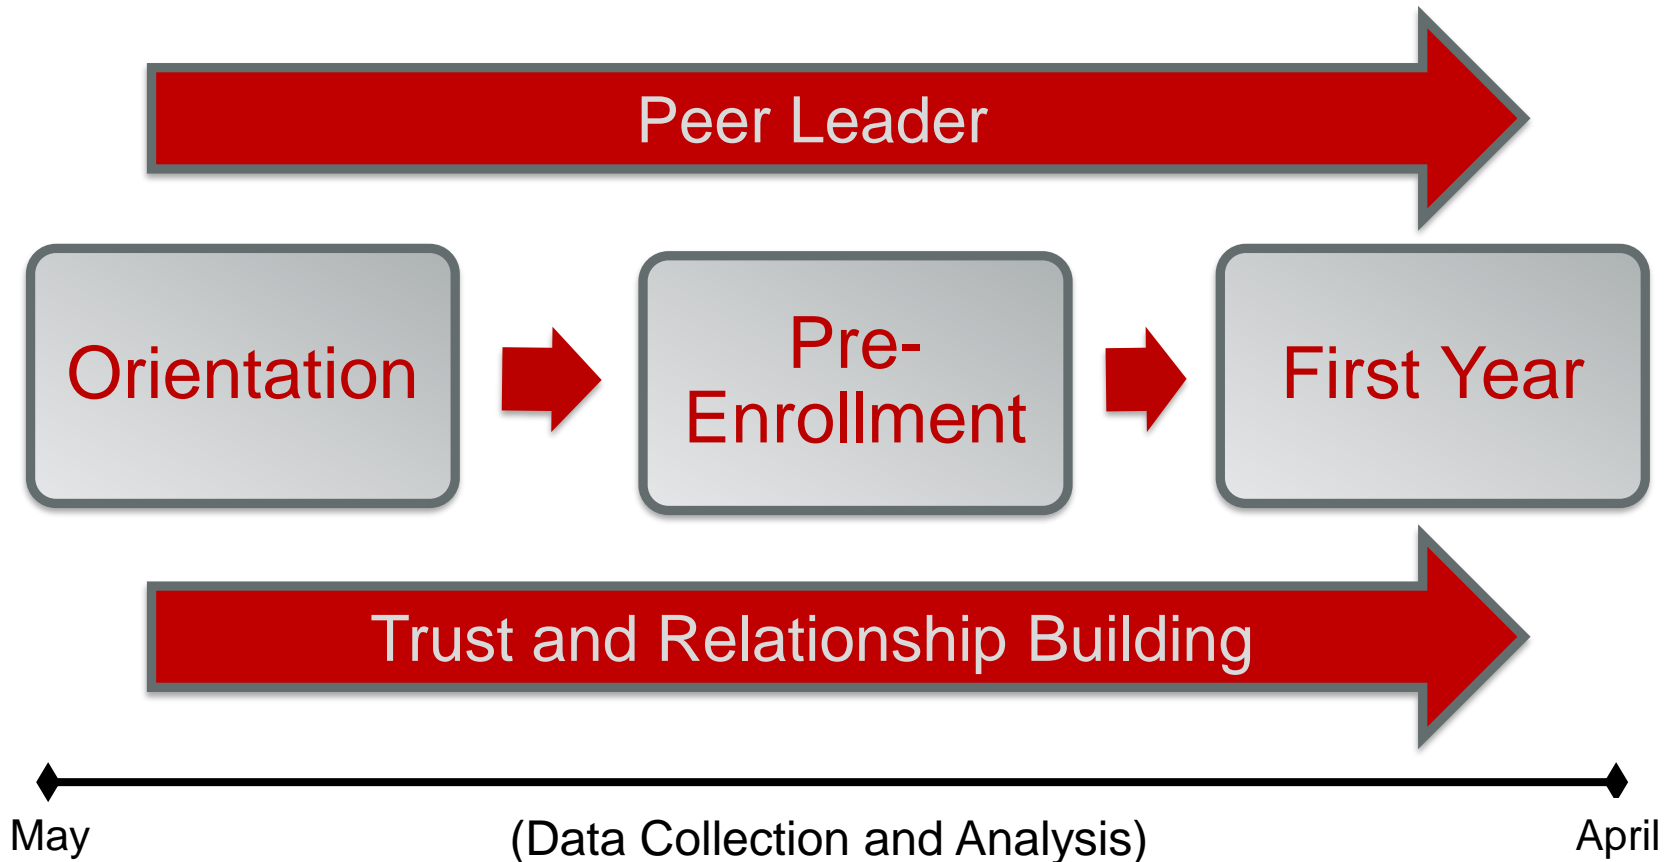 Peer Leader
Orientation
Pre-
Enrollment
First Year
Trust and Relationship Building
May
(Data Collection and Analysis)
April